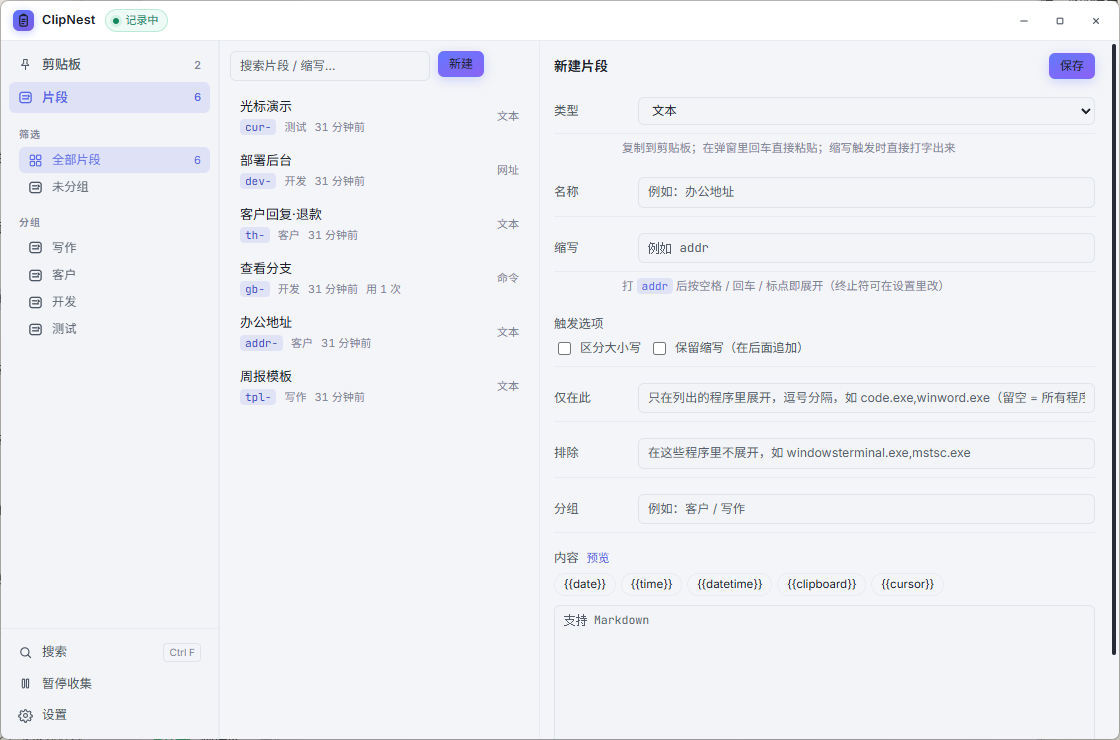 ClipNest 记录中
剪贴板 2
片段 6
筛选
全部片段 6
未分组
分组
写作
客户
开发
测试
搜索 Ctrl F
暂停收集
设置
搜索片段 / 缩写... 新建
光标演示
cur- 测试 31 分钟前 文本
部署后台
dev- 开发 31 分钟前 网址
客户回复·退款
th- 客户 31 分钟前 文本
查看分支
gb- 开发 31 分钟前 用 1 次 命令
办公地址
addr- 客户 31 分钟前 文本
周报模板
tpl- 写作 31 分钟前 文本
新建片段 保存
类型 文本
复制到剪贴板；在弹窗里回车直接粘贴；缩写触发时直接打字出来
名称 例如：办公地址
缩写 例如 addr
打 addr 后按空格 / 回车 / 标点即展开（终止符可在设置里改）
触发选项
区分大小写 保留缩写（在后面追加）
仅在此 只在列出的程序里展开，逗号分隔，如 code.exe,winword.exe（留空 = 所有程序
排除 在这些程序里不展开，如 windowsterminal.exe,mstsc.exe
分组 例如：客户 / 写作
内容 预览
{{date}} {{time}} {{datetime}} {{clipboard}} {{cursor}}
支持 Markdown